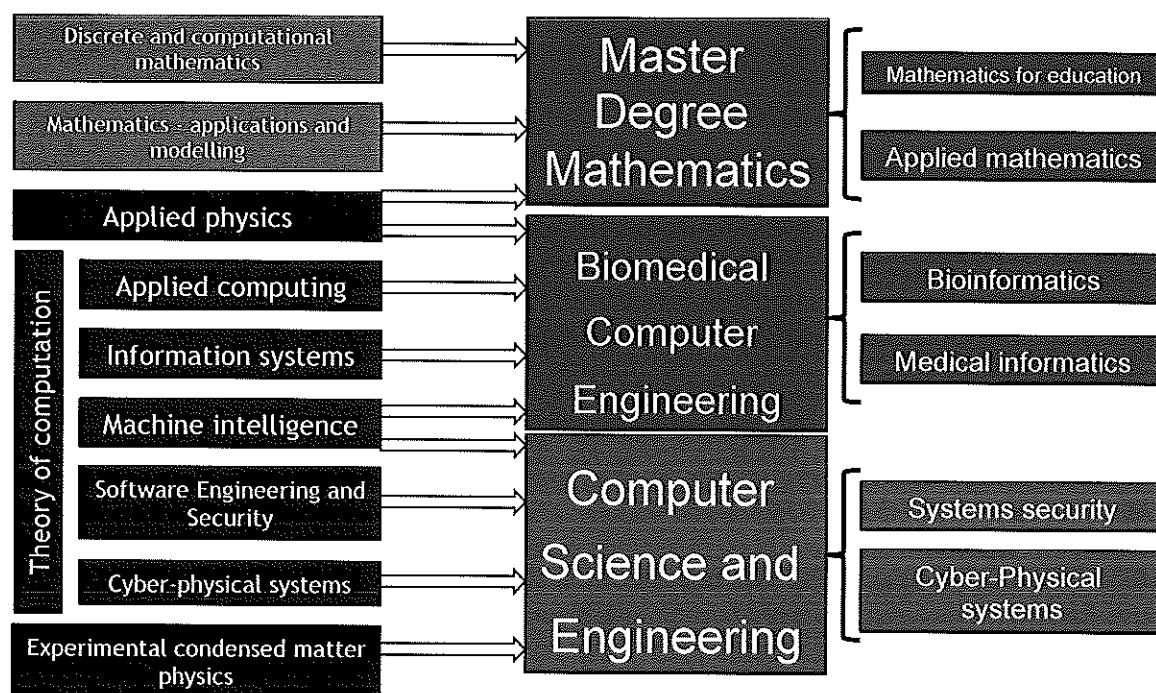 Discrete and computational
mathematics
Mathematics - applications and
modelling
Applied physics
Theory of computation
Applied computing
Information systems
Machine intelligence
Software Engineering and
Security
Cyber-physical systems
Experimental condensed matter
physics
Master
Degree
Mathematics
Biomedical
Computer
Engineering
Computer
Science and
Engineering
Mathematics for education
Applied mathematics
Bioinformatics
Medical informatics
Systems security
Cyber-Physical
systems